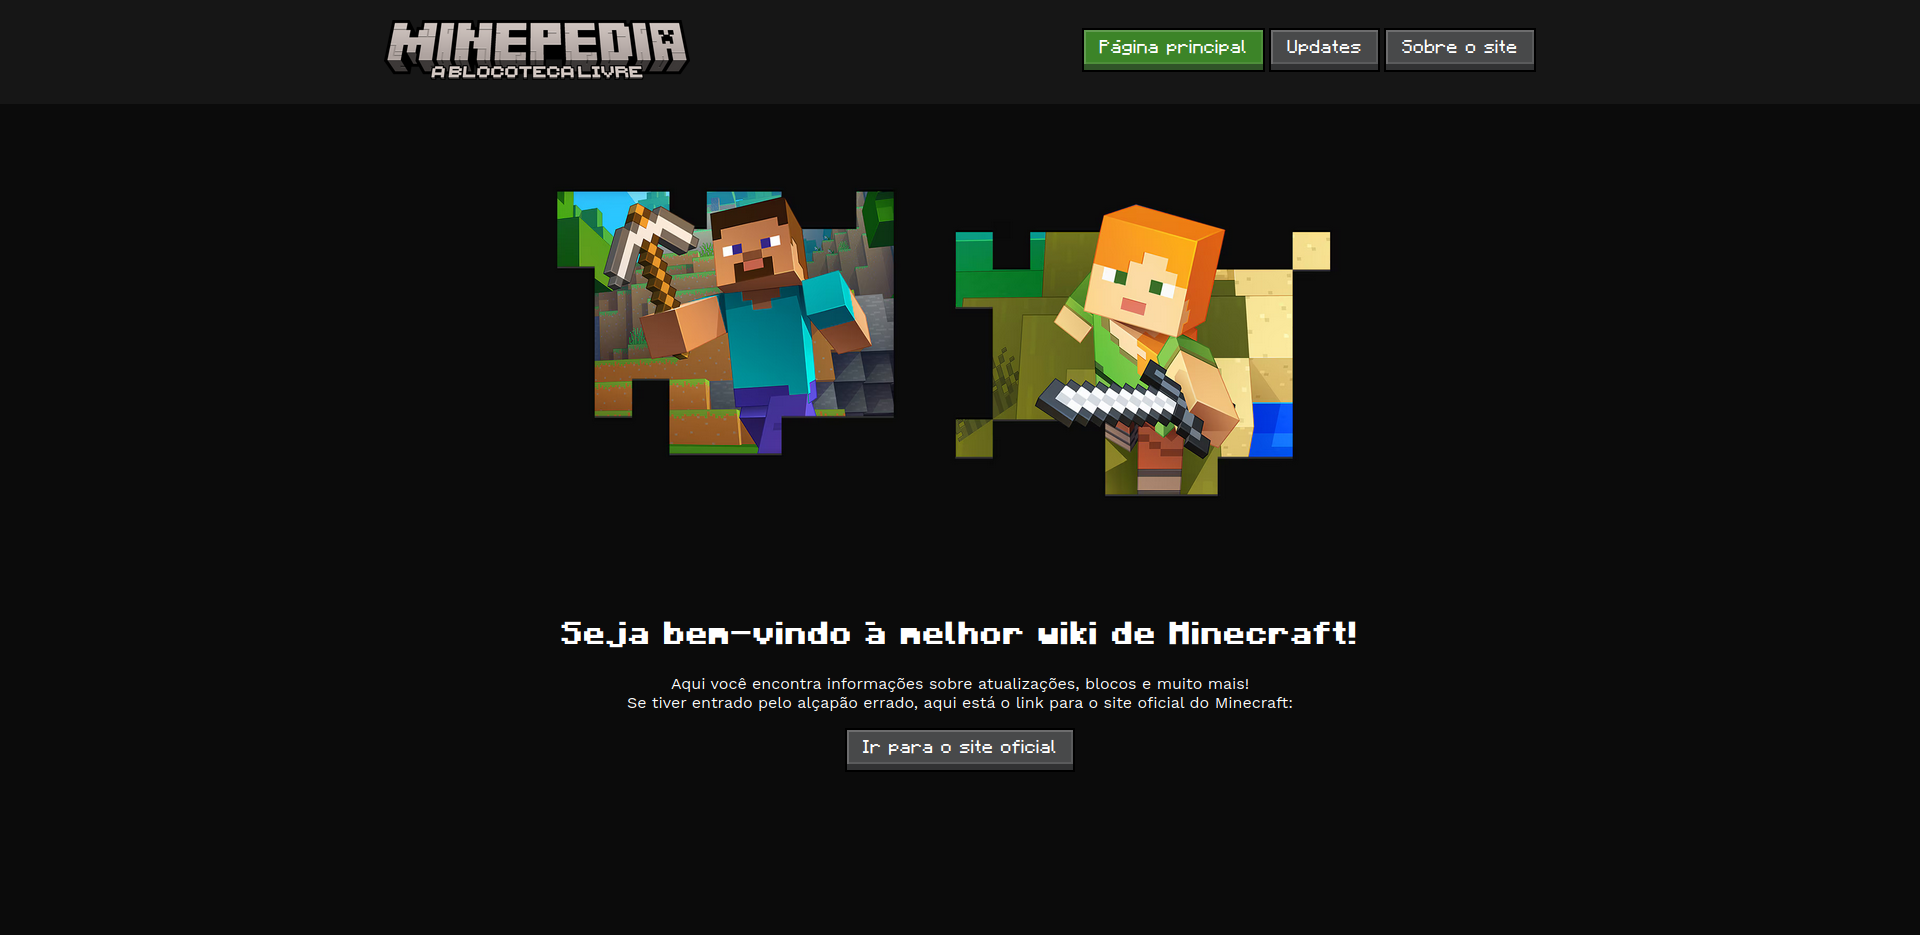 MINEPEDIA
A BLOCOTECA LIVRE
Página principal
Updates
Sobre o site
Seja bem-vindo à melhor wiki de Minecraft!
Aqui você encontra informações sobre atualizações, blocos e muito mais!
Se tiver entrado pelo alçapão errado, aqui está o link para o site oficial do Minecraft:
Ir para o site oficial